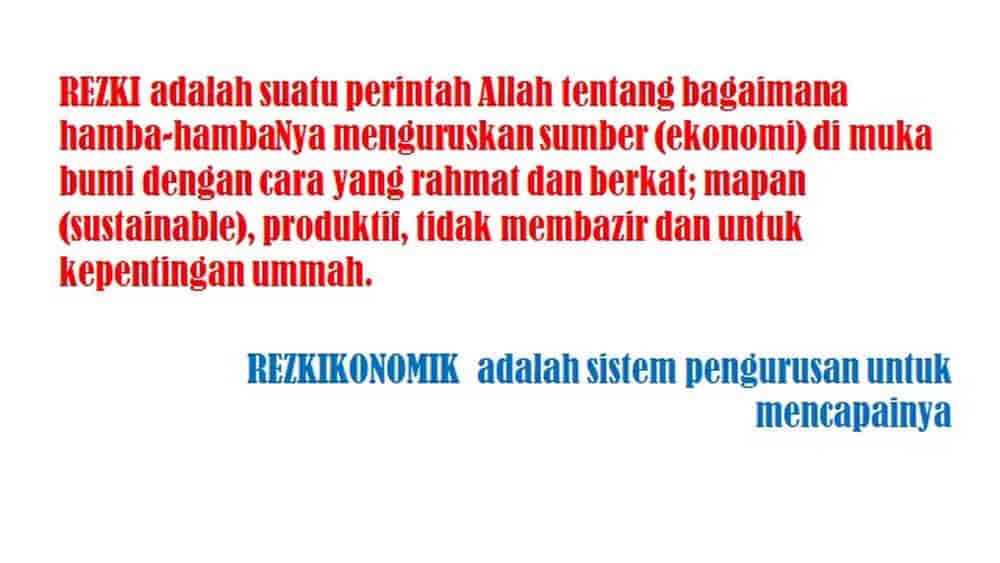 REZKI adalah suatu perintah Allah tentang bagaimana
hamba-hambaNya menguruskan sumber (ekonomi) di muka
bumi dengan cara yang rahmat dan berkat; mapan
(sustainable), produktif, tidak membazir dan untuk
kepentingan ummah.
REZKIKONOMIK adalah sistem pengurusan untuk
mencapainya